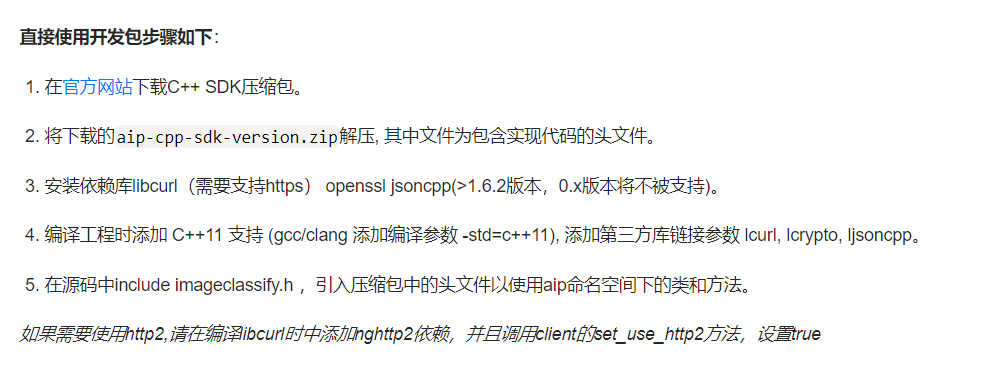 直接使用开发包步骤如下：
1. 在官方网站下载C++ SDK压缩包。
2. 将下载的aip-cpp-sdk-version.zip解压, 其中文件为包含实现代码的头文件。
3. 安装依赖库libcurl（需要支持https） openssl jsoncpp(>1.6.2版本，0.x版本将不被支持)。
4. 编译工程时添加 C++11 支持 (gcc/clang 添加编译参数 -std=c++11), 添加第三方库链接参数 lcurl, lcrypto, ljsoncpp。
5. 在源码中include imageclassify.h ，引入压缩包中的头文件以使用aip命名空间下的类和方法。
如果需要使用http2,请在编译libcurl时中添加nghttp2依赖，并且调用client的set_use_http2方法，设置true